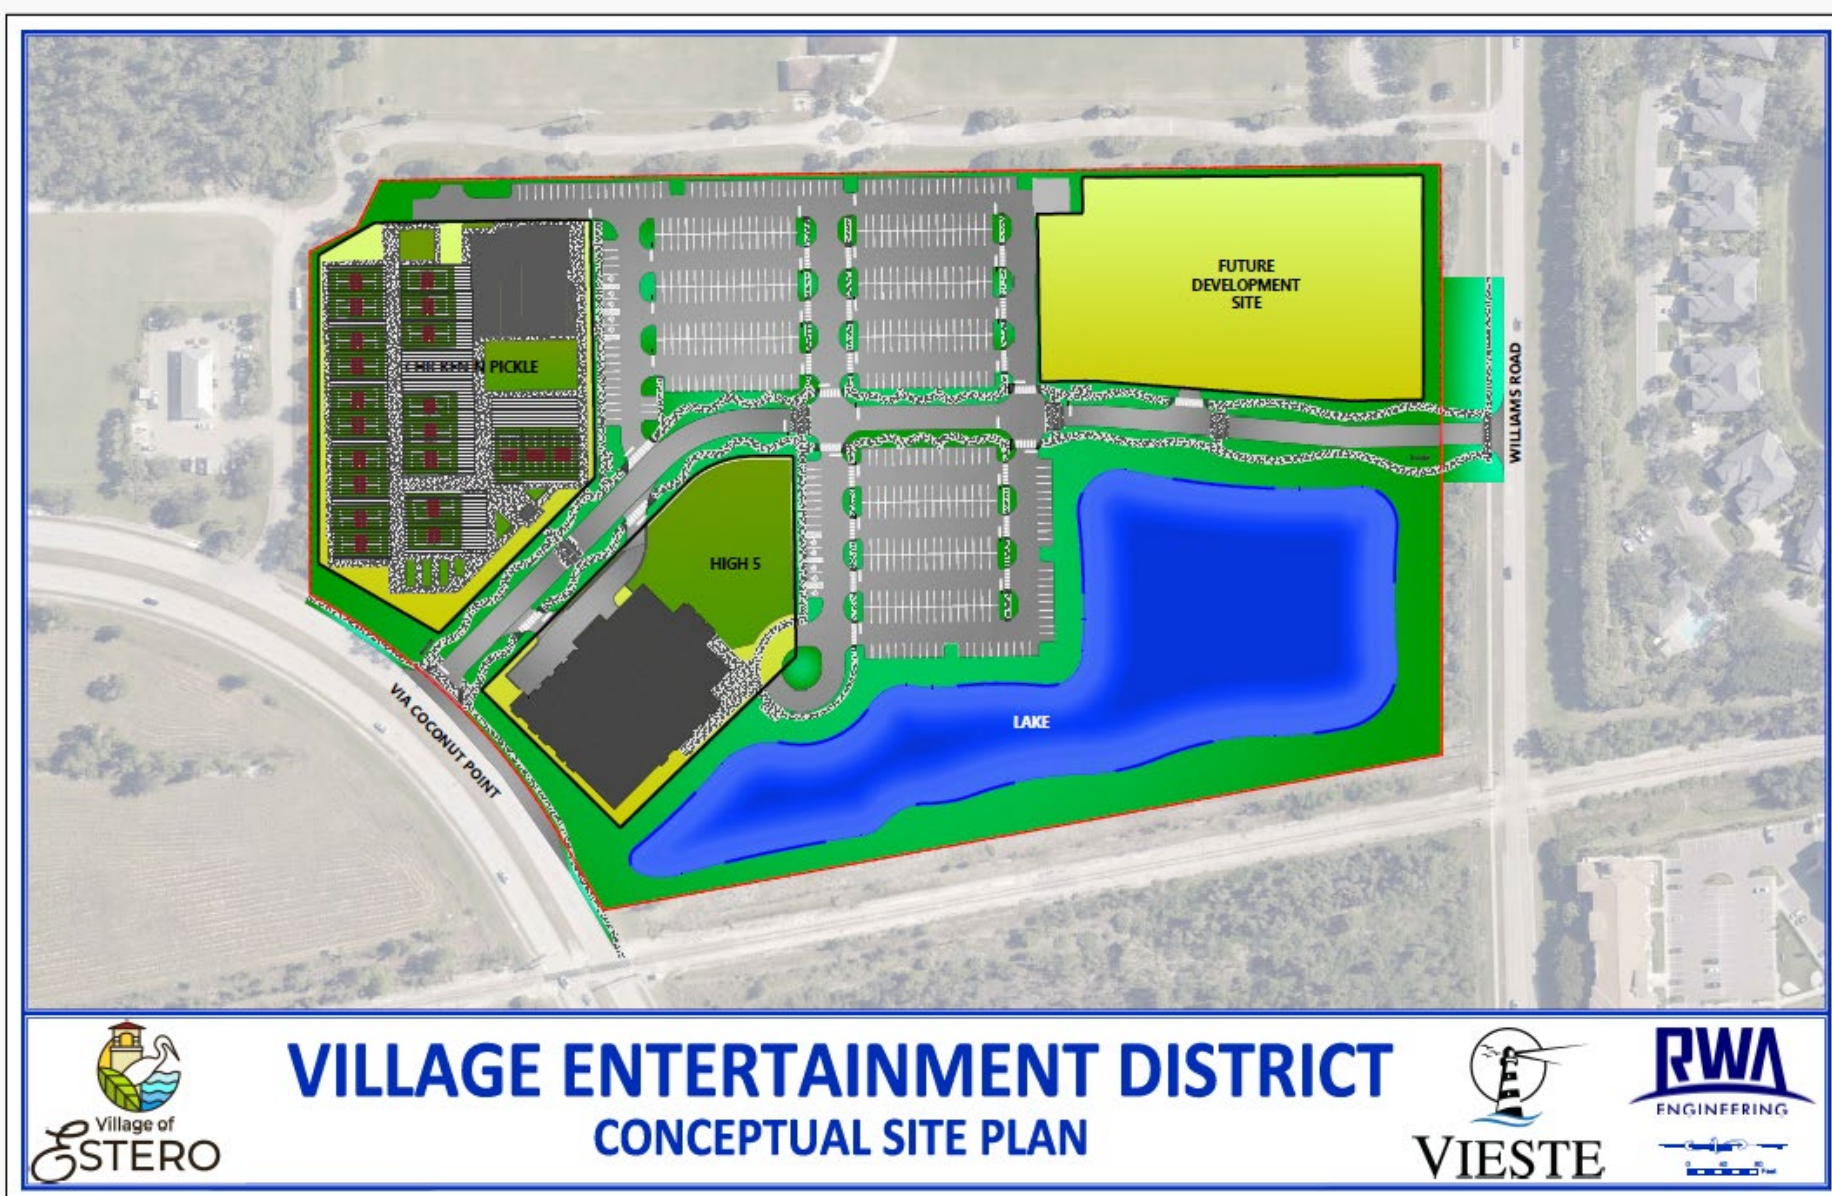 FUTURE
DEVELOPMENT
SITE
PICKLE
HIGH 5
LAKE
WILLIAMS ROAD
VIA COCONUT POINT
Village of
ESTERO
VILLAGE ENTERTAINMENT DISTRICT
CONCEPTUAL SITE PLAN
VIESTE
RWA
ENGINEERING